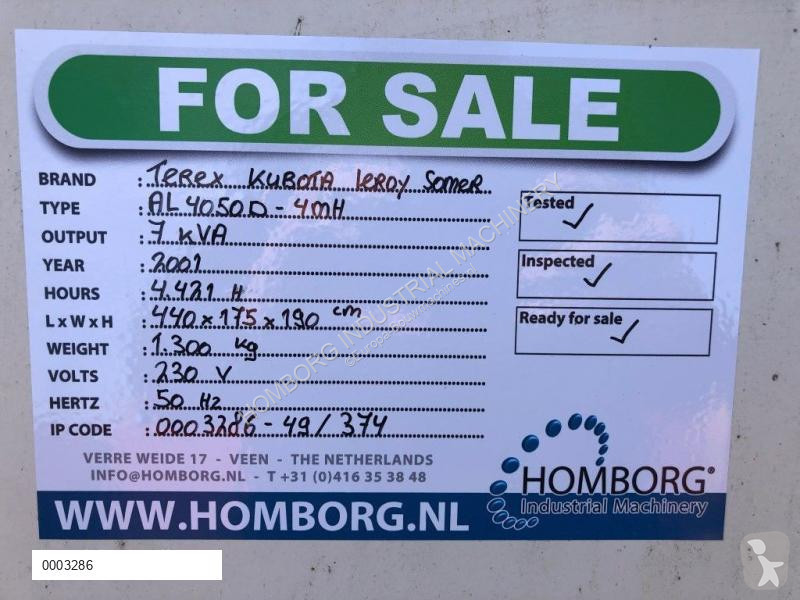 FOR SALE
BRAND : Terex KUBOTA Leroy Somer
TYPE : AL 4050D - 4MH
OUTPUT : 7 KVA
YEAR : 2001
HOURS : 4.421 H
L x W x H : 440 x 175 x 190 cm
WEIGHT : 1.300 kg
VOLTS : 230 V
HERTZ : 50 Hz
IP CODE : 0003286 - 49 / 374
Tested ✓
Inspected ✓
Ready for sale ✓
VERRE WEIDE 17 - VEEN - THE NETHERLANDS
INFO@HOMBORG.NL - T +31 (0)416 35 38 48
HOMBORG®
Industrial Machinery
WWW.HOMBORG.NL
HOMBORG INDUSTRIAL MACHINERY
0003286